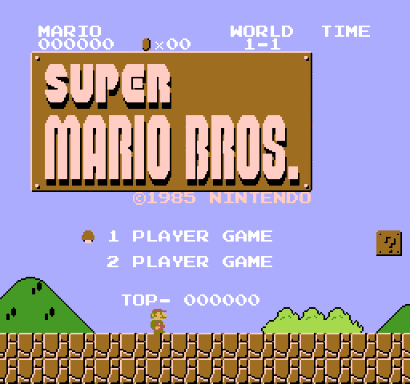 MARIO WORLD TIME
000000 ×00 1-1
SUPER
MARIO BROS.
©1985 NINTENDO
1 PLAYER GAME
?
2 PLAYER GAME
TOP- 000000